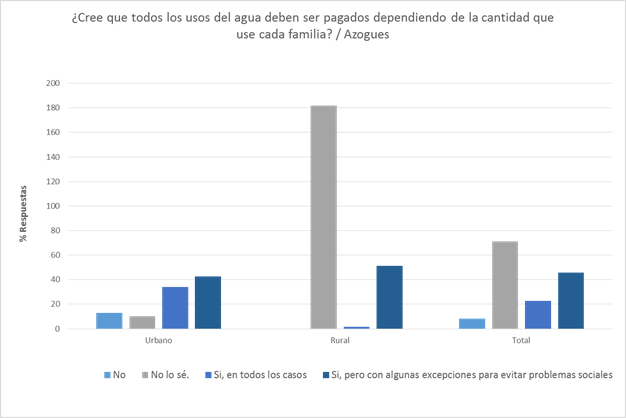 ¿Cree que todos los usos del agua deben ser pagados dependiendo de la cantidad que
use cada familia? / Azogues
200
180
160
140
120
100
80
60
40
20
0
% Respuestas
Urbano Rural Total
No No lo sé. Si, en todos los casos Si, pero con algunas excepciones para evitar problemas sociales